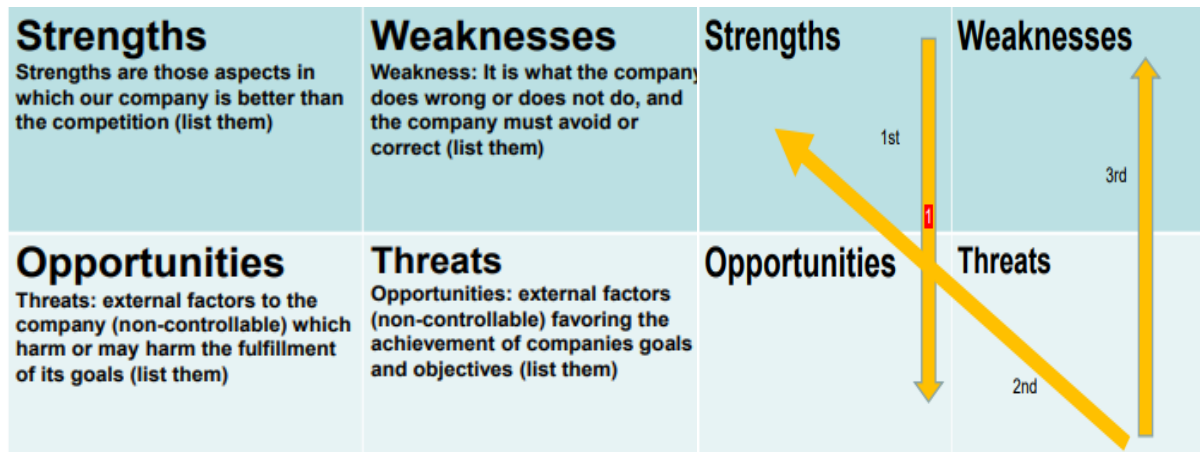 Strengths
Strengths are those aspects in
which our company is better than
the competition (list them)
Weaknesses
Weakness: It is what the company
does wrong or does not do, and
the company must avoid or
correct (list them)
Opportunities
Threats: external factors to the
company (non-controllable) which
harm or may harm the fulfillment
of its goals (list them)
Threats
Opportunities: external factors
(non-controllable) favoring the
achievement of companies goals
and objectives (list them)
Strengths
Weaknesses
1st
3rd
1
Opportunities
Threats
2nd